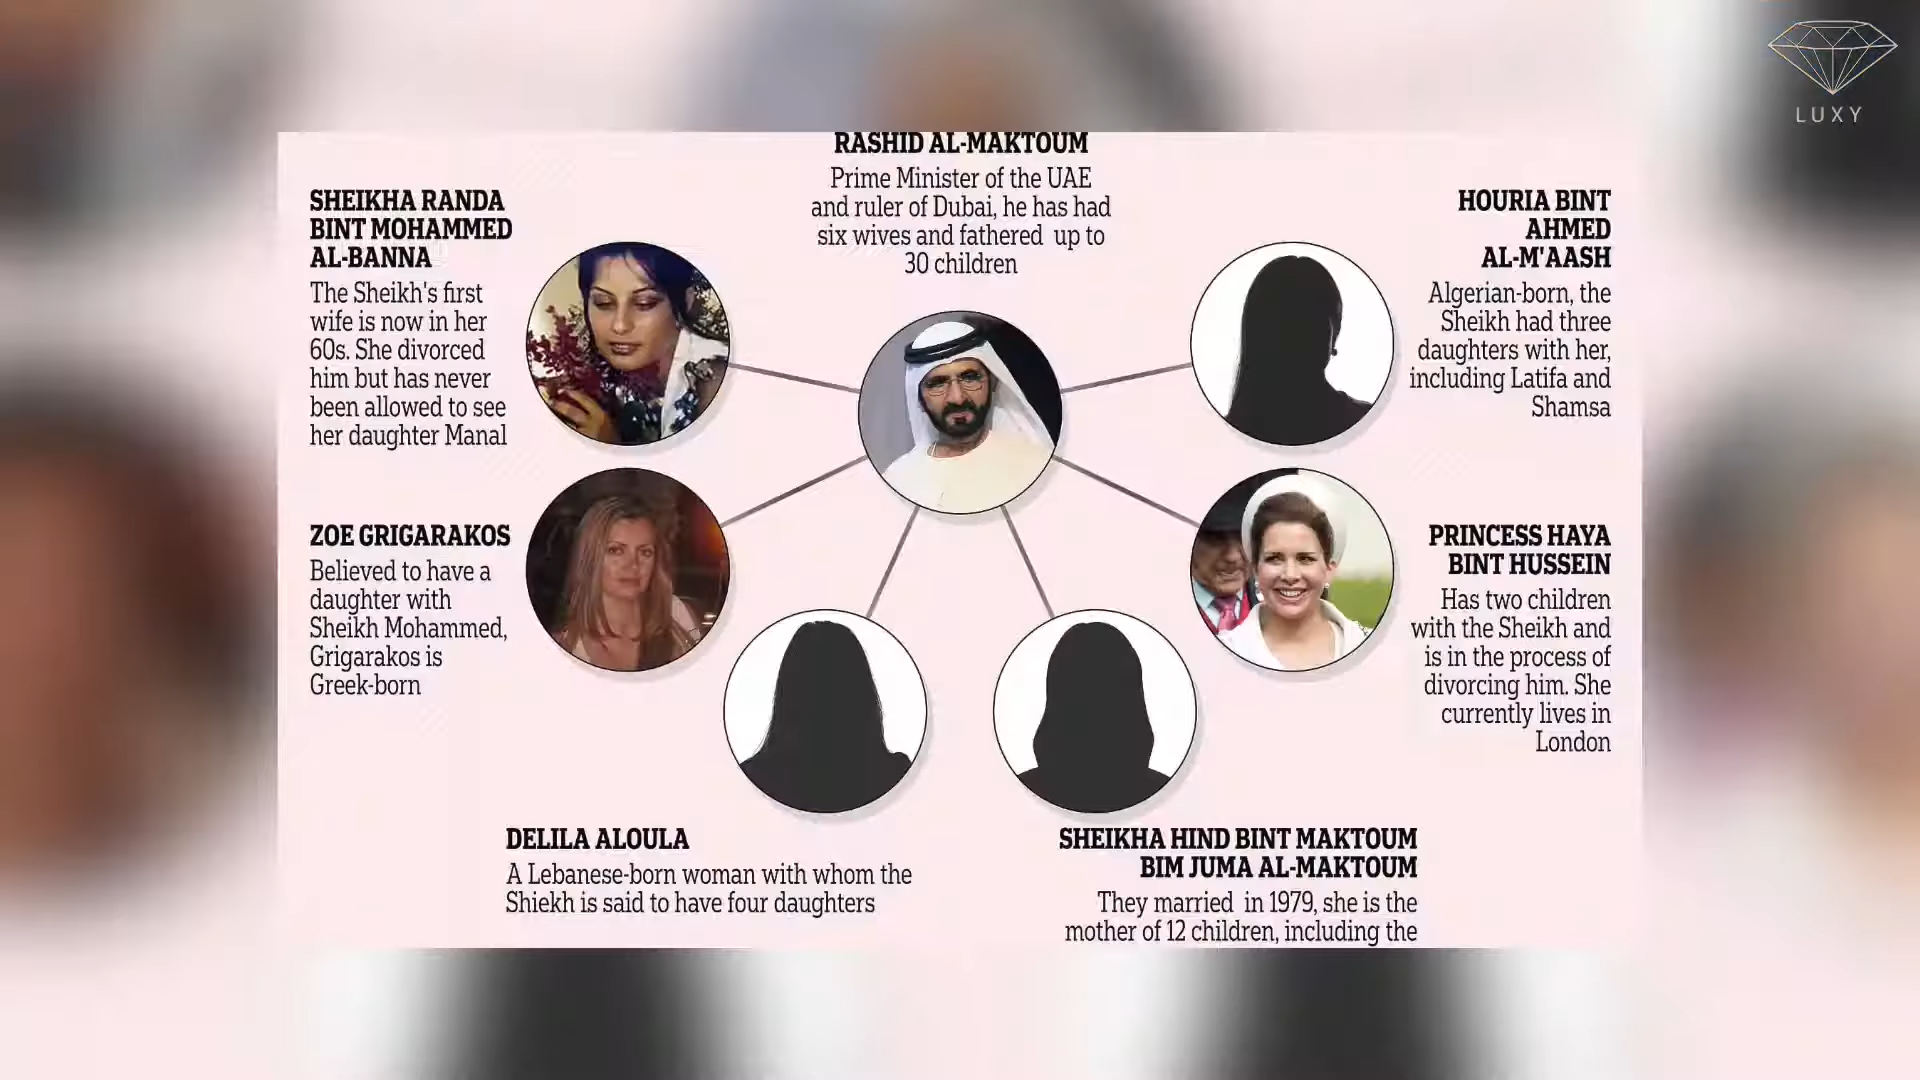 LUXY
RASHID AL-MAKTOUM
Prime Minister of the UAE
and ruler of Dubai, he has had
six wives and fathered up to
30 children
SHEIKHA RANDA
BINT MOHAMMED
AL-BANNA
The Sheikh's first
wife is now in her
60s. She divorced
him but has never
been allowed to see
her daughter Manal
HOURIA BINT
AHMED
AL-M'AASH
Algerian-born, the
Sheikh had three
daughters with her,
including Latifa and
Shamsa
ZOE GRIGARAKOS
Believed to have a
daughter with
Sheikh Mohammed,
Grigarakos is
Greek-born
PRINCESS HAYA
BINT HUSSEIN
Has two children
with the Sheikh and
is in the process of
divorcing him. She
currently lives in
London
DELILA ALOULA
A Lebanese-born woman with whom the
Shiekh is said to have four daughters
SHEIKHA HIND BINT MAKTOUM
BIM JUMA AL-MAKTOUM
They married in 1979, she is the
mother of 12 children, including the